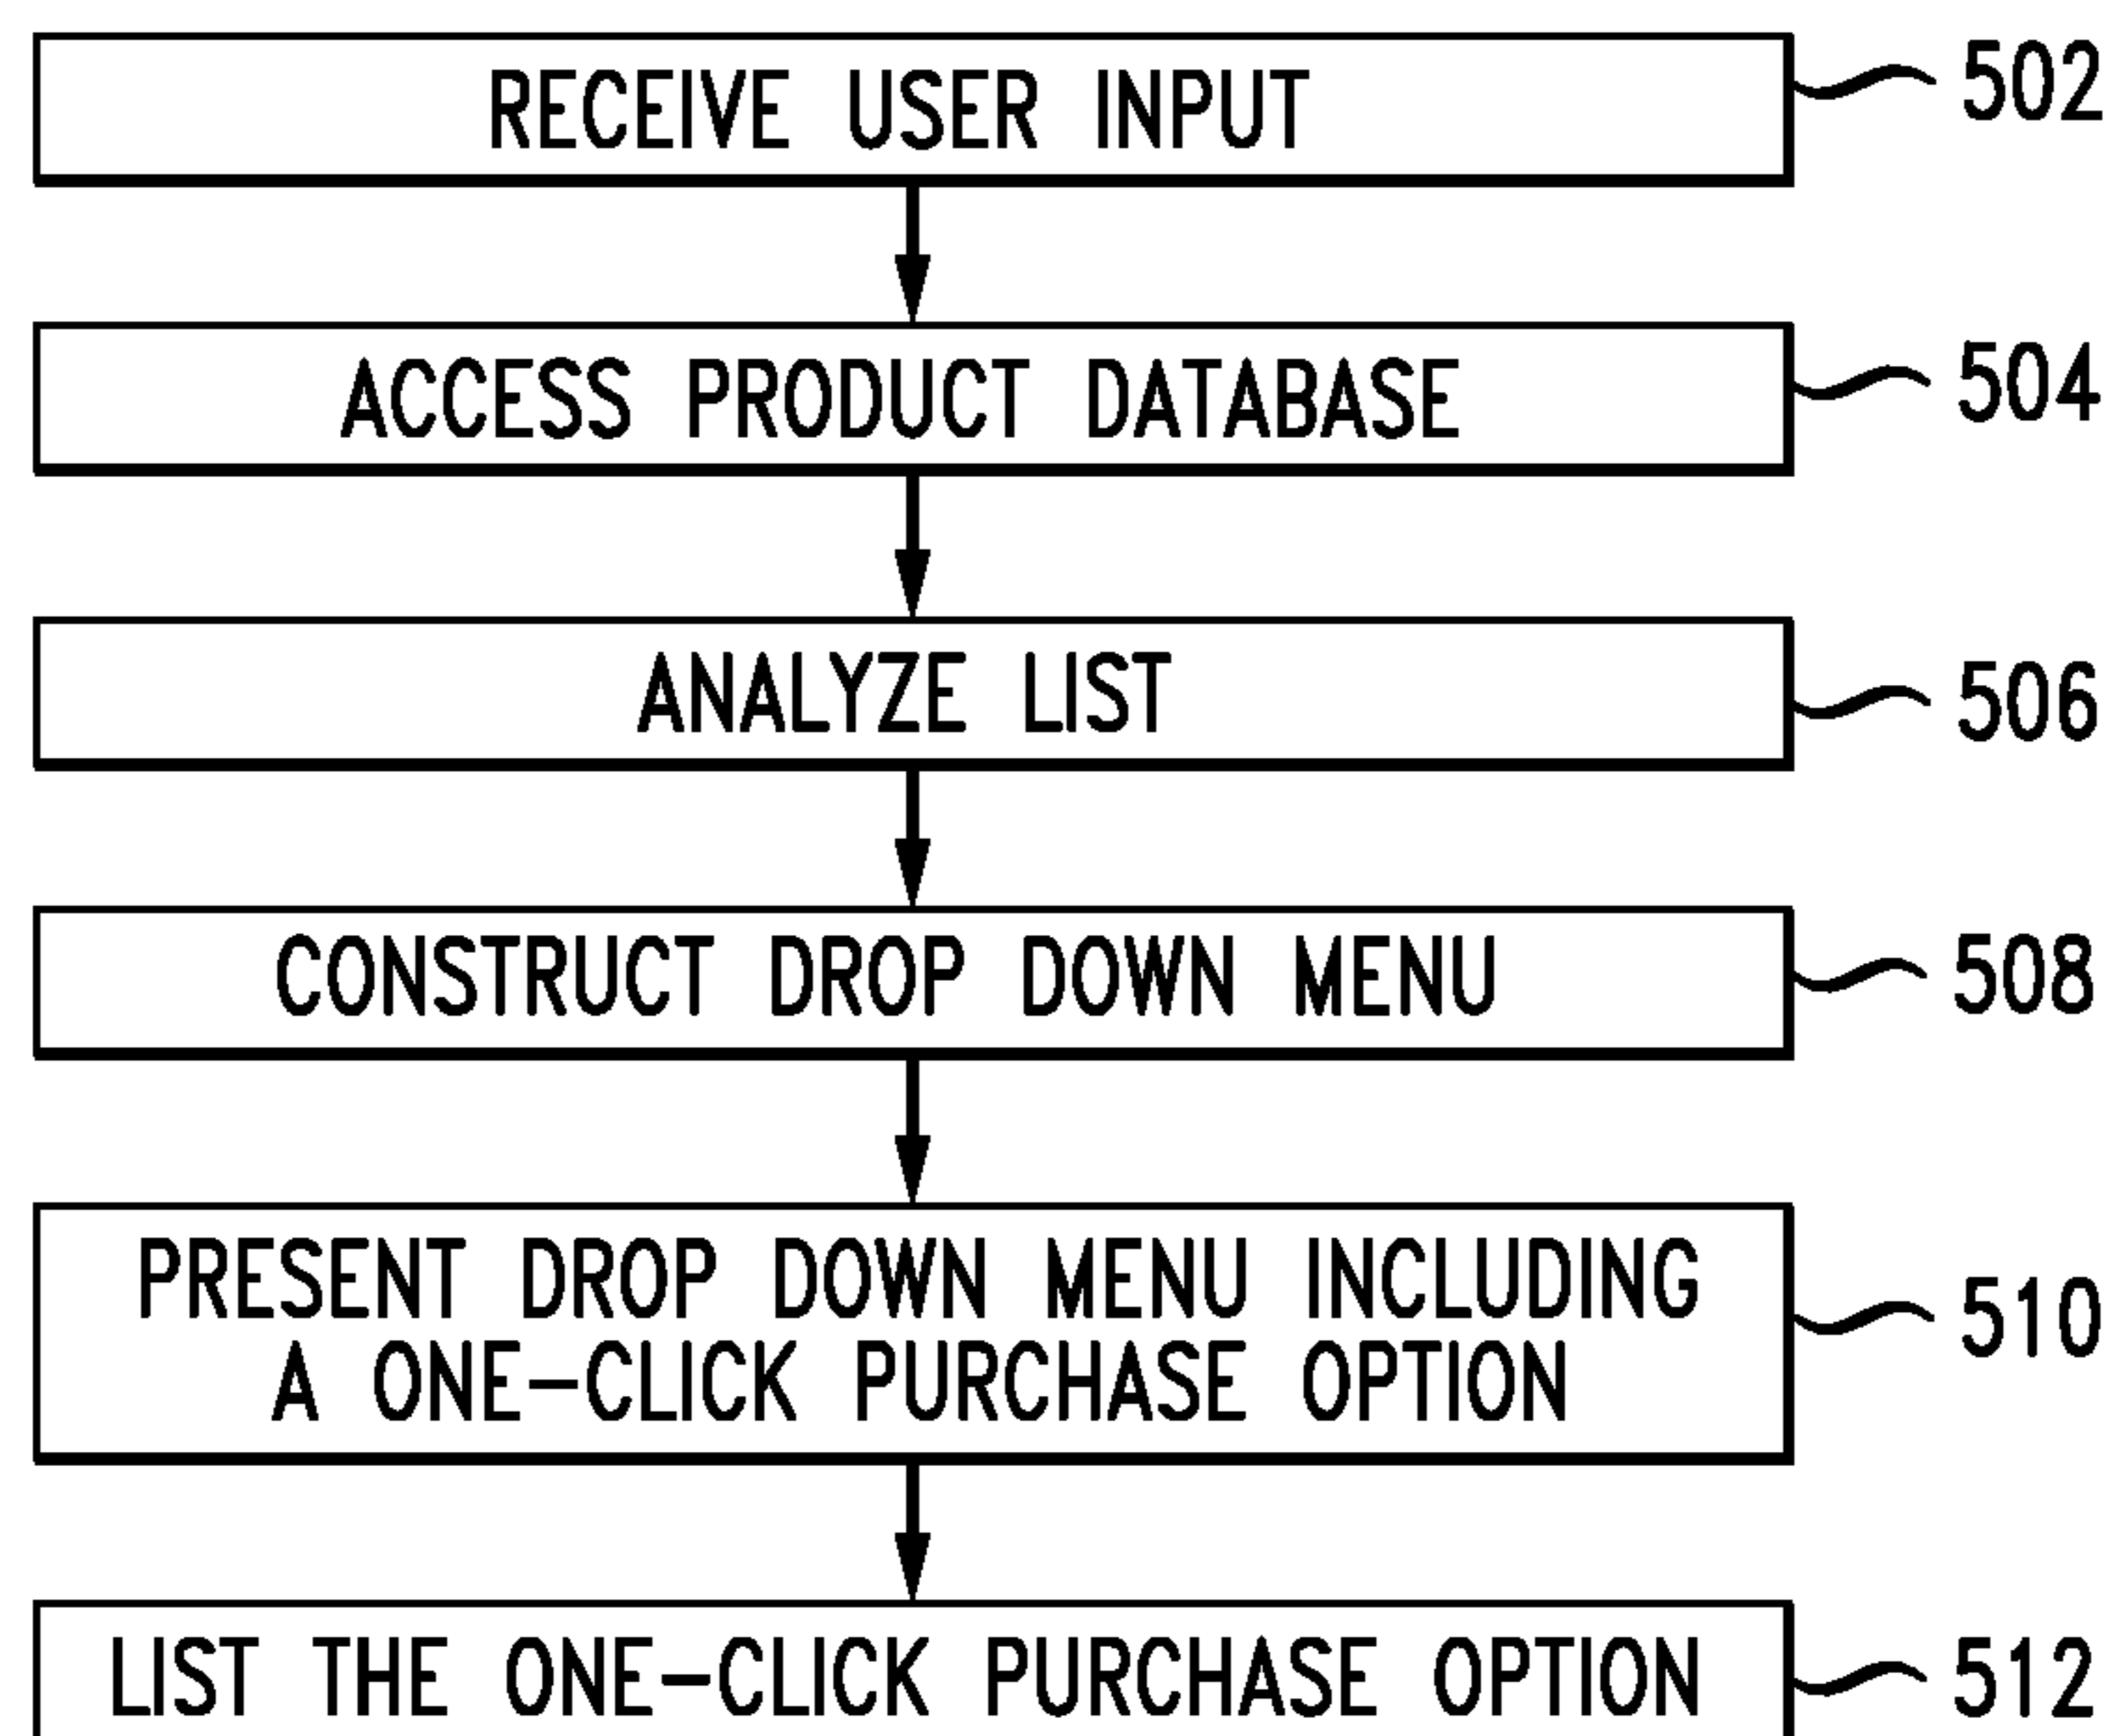 RECEIVE USER INPUT
502
ACCESS PRODUCT DATABASE
504
ANALYZE LIST
506
CONSTRUCT DROP DOWN MENU
508
PRESENT DROP DOWN MENU INCLUDING
A ONE-CLICK PURCHASE OPTION
510
LIST THE ONE-CLICK PURCHASE OPTION
512